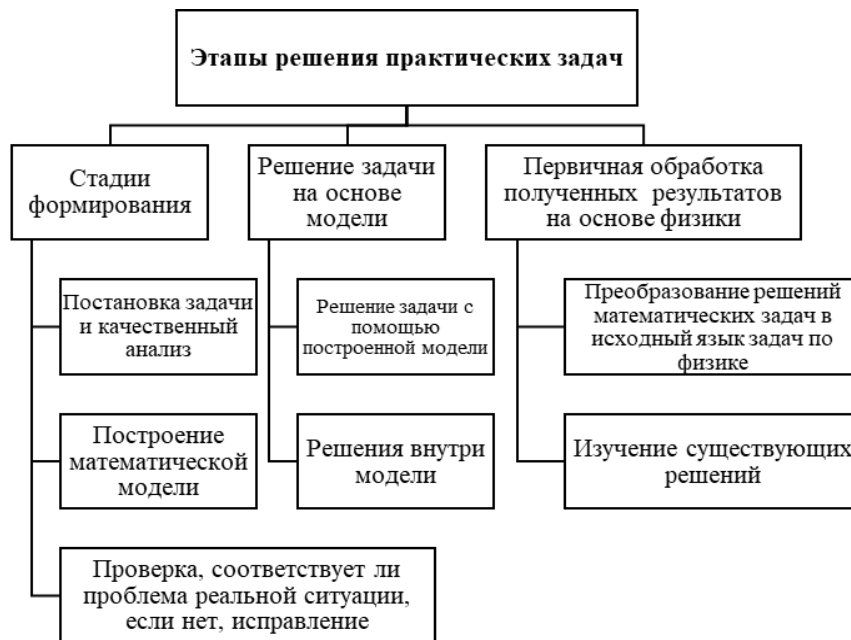 Этапы решения практических задач
Стадии
формирования
Решение задачи
на основе
модели
Первичная обработка
полученных результатов
на основе физики
Постановка задачи
и качественный
анализ
Решение задачи с
помощью
построенной модели
Преобразование решений
математических задач в
исходный язык задач по
физике
Построение
математической
модели
Решения внутри
модели
Изучение существующих
решений
Проверка, соответствует ли
проблема реальной ситуации,
если нет, исправление